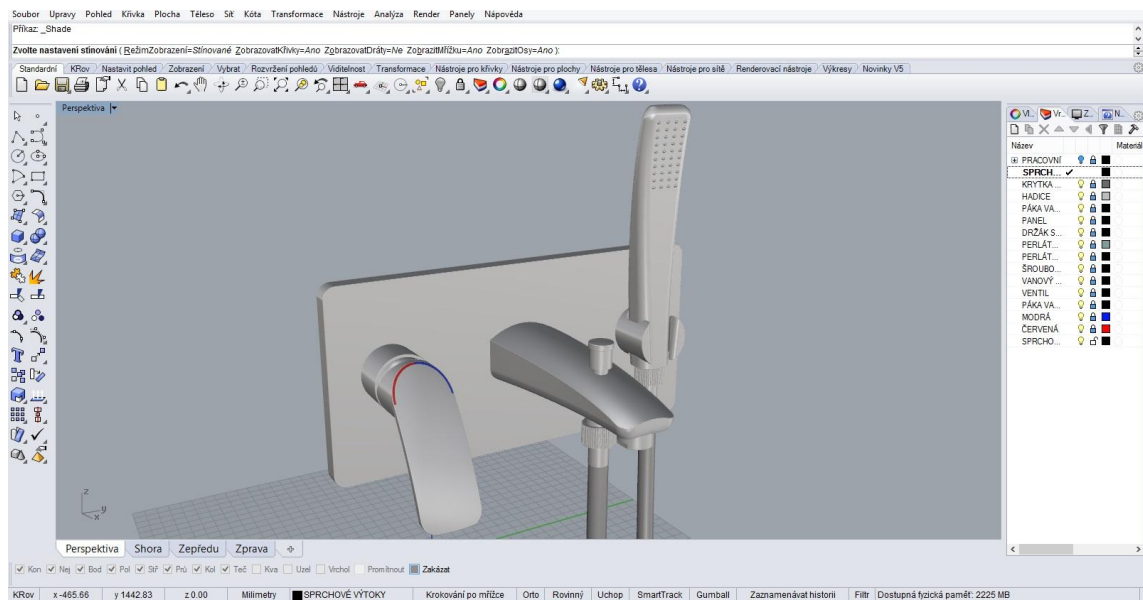 Soubor Úpravy Pohled Křivka Plocha Těleso Síť Kóta Transformace Nástroje Analýza Render Panely Nápověda
Příkaz: _Shade
Zvolte nastavení stínování ( RežimZobrazení=Stínované ZobrazovatKřivky=Ano ZobrazovatDráty=Ne ZobrazitMřížku=Ano ZobrazitOsy=Ano ):
Standardní KRov Nastavit pohled Zobrazení Vybrat Rozvržení pohledů Viditelnost Transformace Nástroje pro křivky Nástroje pro plochy Nástroje pro tělesa Nástroje pro sítě Renderovací nástroje Výkresy Novinky V5
Perspektiva
Vl... Vr... Z... N...
Název Materiál
PRACOVNÍ
SPRCH...
KRYTKA ...
HADICE
PÁKA VA...
PANEL
DRŽÁK S...
PERLÁT...
PERLÁT...
ŠROUBO...
VANOVÝ ...
VENTIL
PÁKA VA...
MODRÁ
ČERVENÁ
SPRCHO...
z
y
x
Perspektiva Shora Zepředu Zprava
Kon Nej Bod Pol Stř Prů Kol Teč Kva Uzel Vrchol Promítnout Zakázat
KRov x -465.66 y 1442.83 z 0.00 Milimetry SPRCHOVÉ VÝTOKY Krokování po mřížce Orto Rovinný Uchop SmartTrack Gumball Zaznamenávat historii Filtr Dostupná fyzická paměť: 2225 MB